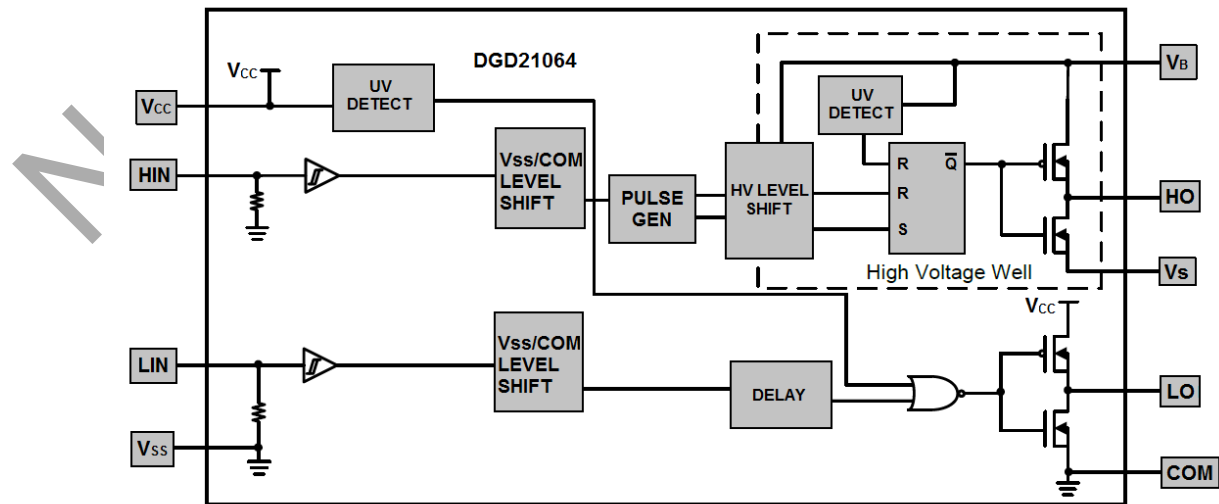 DGD21064
VCC
VCC
UV
DETECT
VB
UV
DETECT
HIN
Vss/COM
LEVEL
SHIFT
PULSE
GEN
HV LEVEL
SHIFT
R
Q
R
S
HO
High Voltage Well
Vs
VCC
LIN
Vss/COM
LEVEL
SHIFT
DELAY
LO
VSS
COM